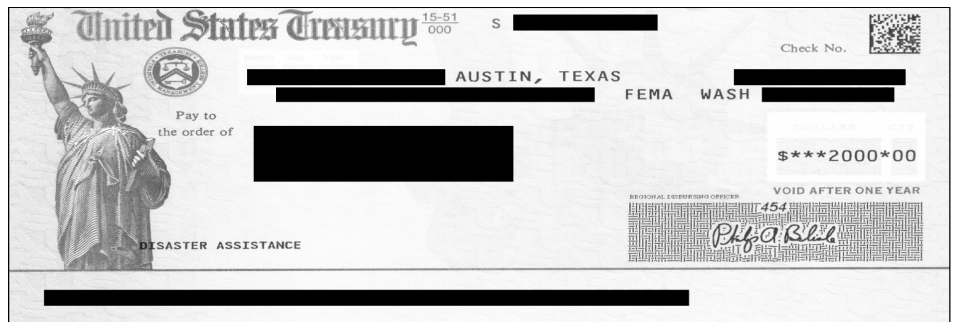 United States Treasury 15-51 000 S
Check No.
AUSTIN, TEXAS
FEMA WASH
Pay to
the order of
$***2000*00
VOID AFTER ONE YEAR
REGIONAL DISBURSING OFFICER
454
DISASTER ASSISTANCE